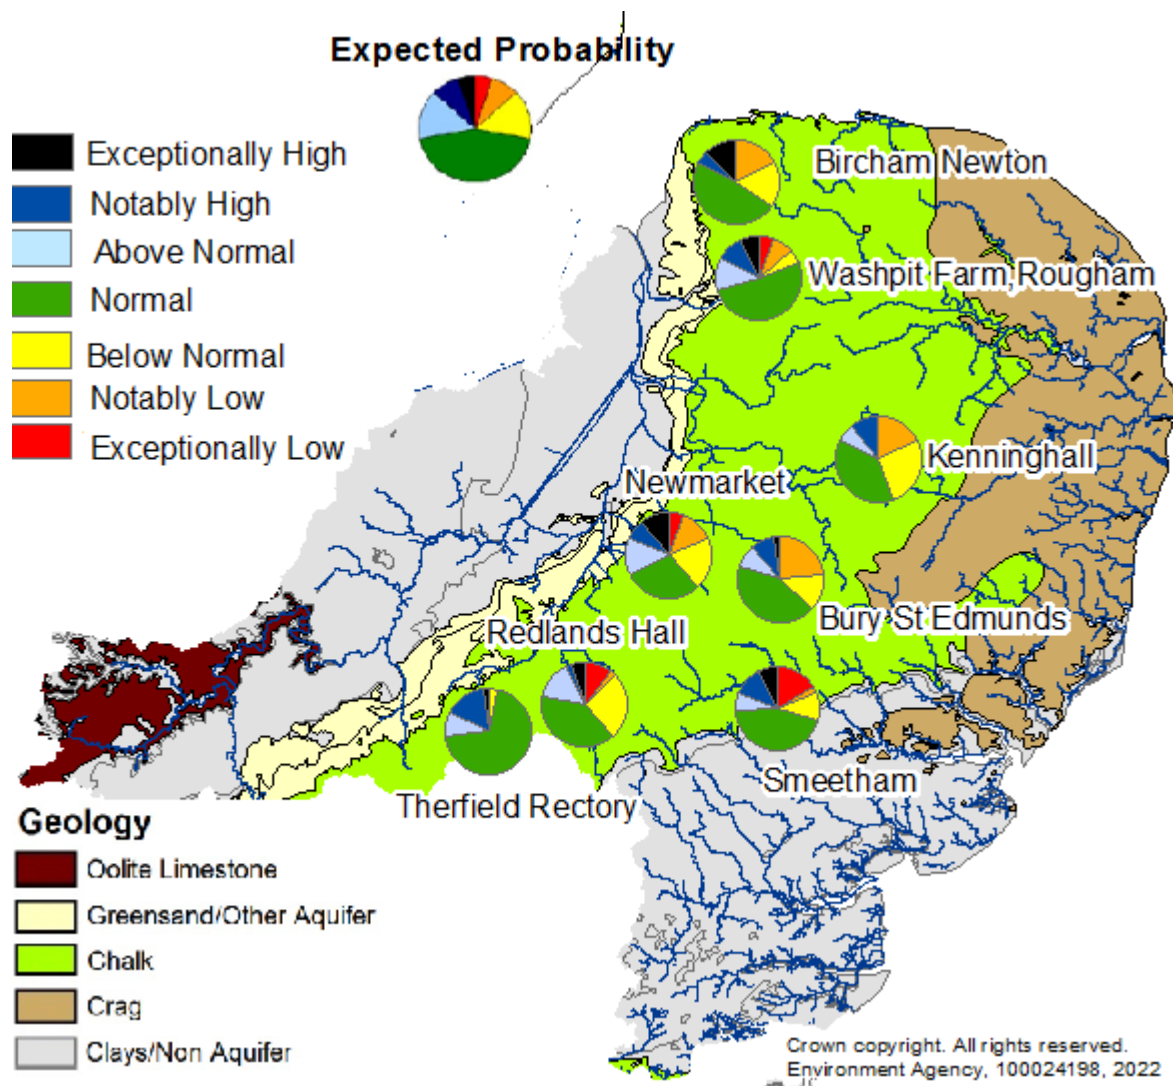 Expected Probability
Exceptionally High
Notably High
Above Normal
Normal
Below Normal
Notably Low
Exceptionally Low
Bircham Newton
Washpit Farm, Rougham
Kenninghall
Newmarket
Bury St Edmunds
Redlands Hall
Smeetham
Therfield Rectory
Geology
Oolite Limestone
Greensand/Other Aquifer
Chalk
Crag
Clays/Non Aquifer
Crown copyright. All rights reserved.
Environment Agency, 100024198, 2022